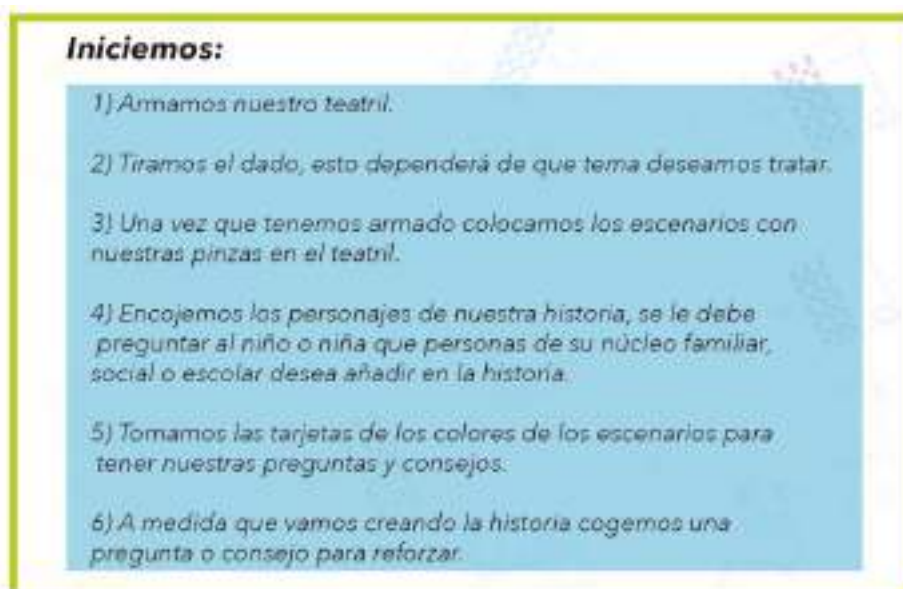 Iniciemos:
1) Armamos nuestro teatril.
2) Tiramos el dado, esto dependerá de que tema deseamos tratar.
3) Una vez que tenemos armado colocamos los escenarios con
nuestras pinzas en el teatril.
4) Encojemos los personajes de nuestra historia, se le debe
preguntar al niño o niña que personas de su núcleo familiar,
social o escolar desea añadir en la historia.
5) Tomamos las tarjetas de los colores de los escenarios para
tener nuestras preguntas y consejos.
6) A medida que vamos creando la historia cogemos una
pregunta o consejo para reforzar.